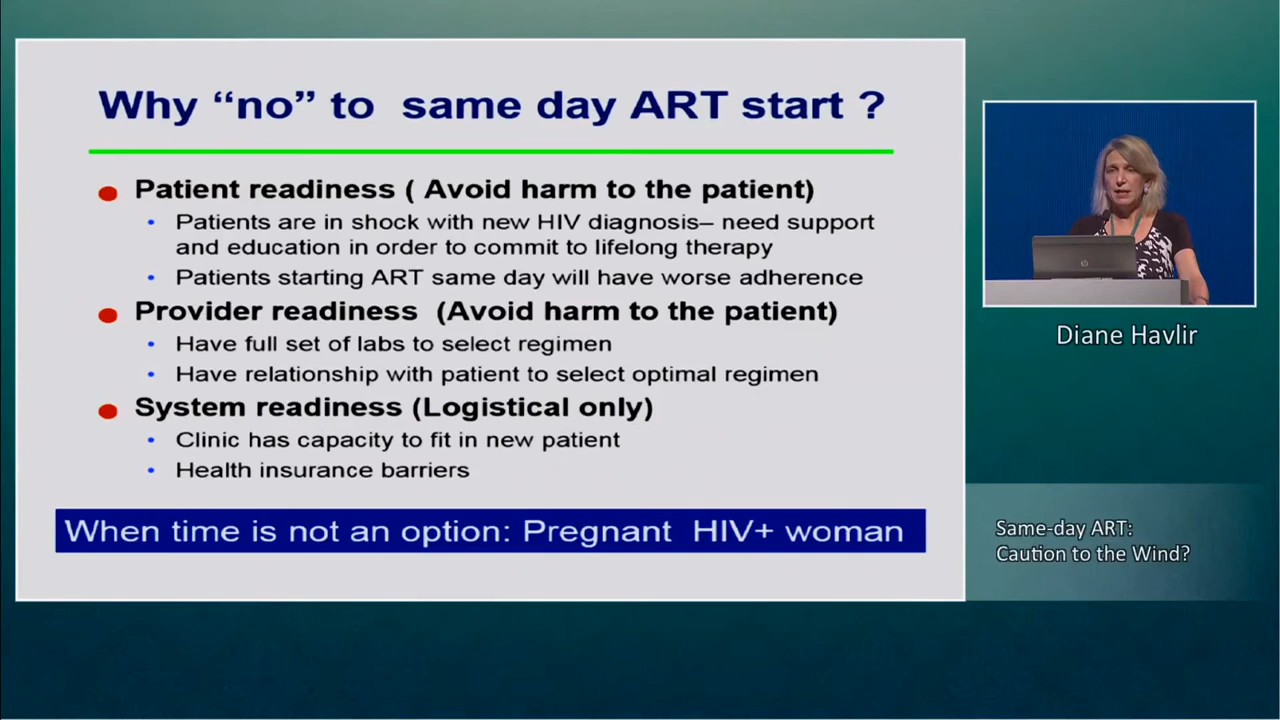 Why “no” to same day ART start ?
Patient readiness ( Avoid harm to the patient)
Patients are in shock with new HIV diagnosis– need support
and education in order to commit to lifelong therapy
Patients starting ART same day will have worse adherence
Provider readiness (Avoid harm to the patient)
Have full set of labs to select regimen
Have relationship with patient to select optimal regimen
System readiness (Logistical only)
Clinic has capacity to fit in new patient
Health insurance barriers
When time is not an option: Pregnant HIV+ woman
Diane Havlir
Same-day ART:
Caution to the Wind?